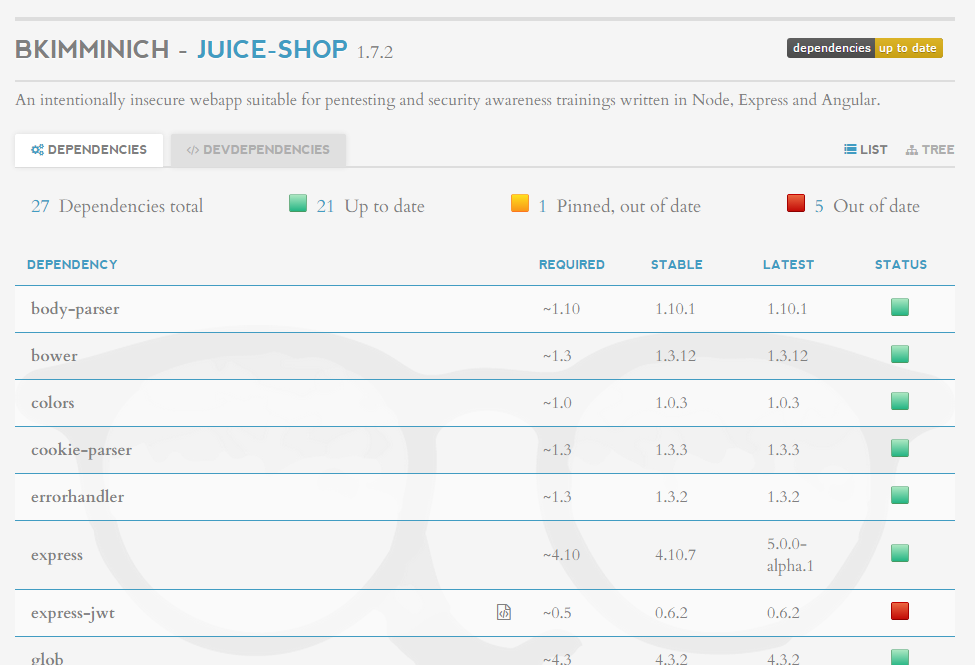 BKIMMINICH - JUICE-SHOP 1.7.2
dependencies up to date
An intentionally insecure webapp suitable for pentesting and security awareness trainings written in Node, Express and Angular.
DEPENDENCIES </> DEVDEPENDENCIES LIST TREE
27 Dependencies total 21 Up to date 1 Pinned, out of date 5 Out of date
DEPENDENCY REQUIRED STABLE LATEST STATUS
body-parser ~1.10 1.10.1 1.10.1
bower ~1.3 1.3.12 1.3.12
colors ~1.0 1.0.3 1.0.3
cookie-parser ~1.3 1.3.3 1.3.3
errorhandler ~1.3 1.3.2 1.3.2
express ~4.10 4.10.7 5.0.0-
alpha.1
express-jwt ~0.5 0.6.2 0.6.2
glob ~4.3 4.3.2 4.3.2